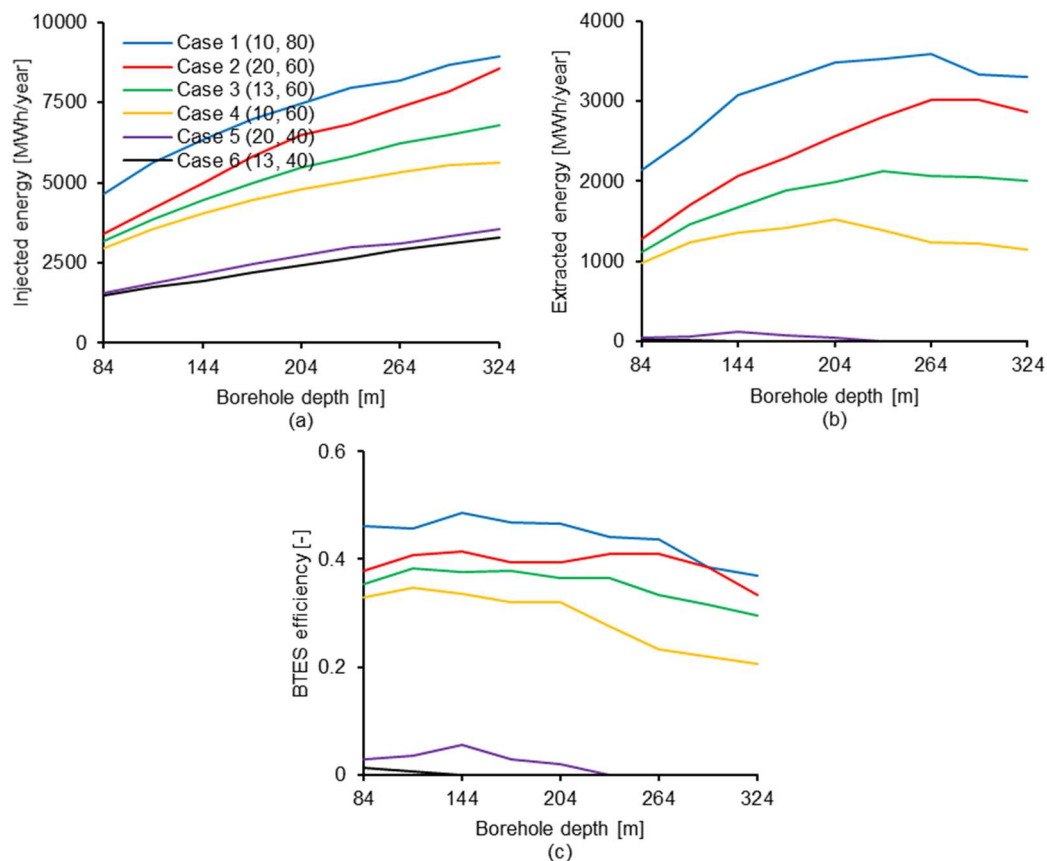 Injected energy [MWh/year]
10000
7500
5000
2500
0
Case 1 (10, 80)
Case 2 (20, 60)
Case 3 (13, 60)
Case 4 (10, 60)
Case 5 (20, 40)
Case 6 (13, 40)
84 144 204 264 324
Borehole depth [m]
(a)
Extracted energy [MWh/year]
4000
3000
2000
1000
0
84 144 204 264 324
Borehole depth [m]
(b)
BTES efficiency [-]
0.6
0.4
0.2
0
84 144 204 264 324
Borehole depth [m]
(c)